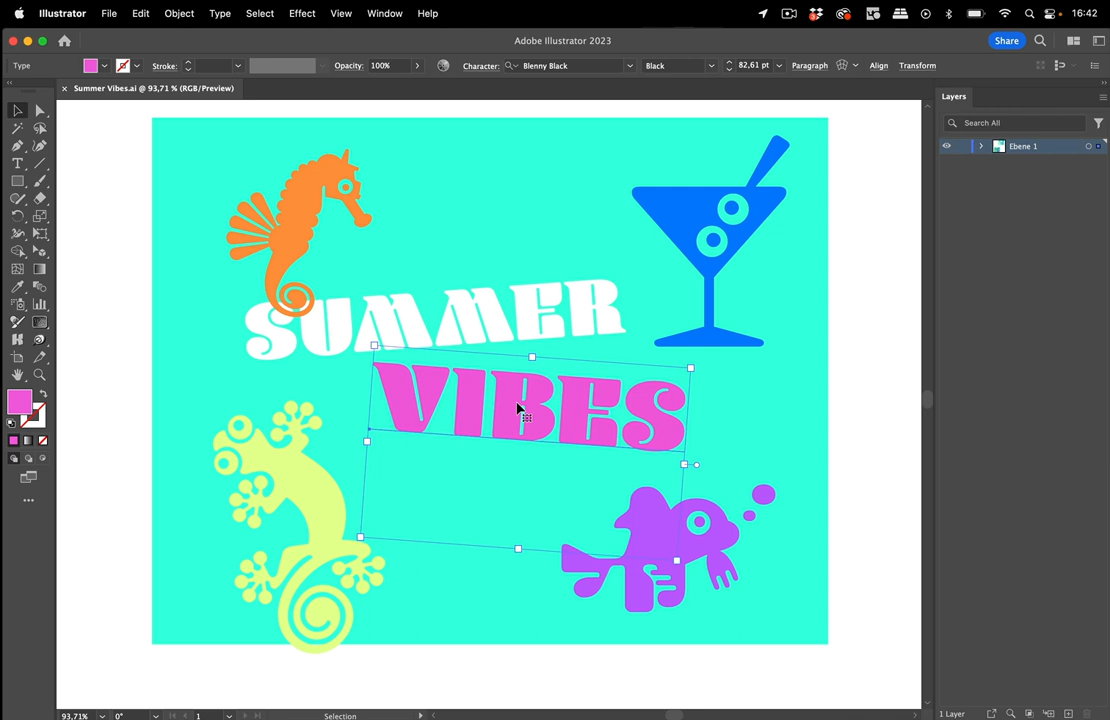 Illustrator File Edit Object Type Select Effect View Window Help 16:42
Adobe Illustrator 2023 Share
Type Stroke: Opacity: 100% Character: Blenny Black Black 82,61 pt Paragraph Align Transform
× Summer Vibes.ai @ 93,71 % (RGB/Preview)
Layers
Search All
Ebene 1
SUMMER
VIBES
93,71% 0° 1 Selection 1 Layer